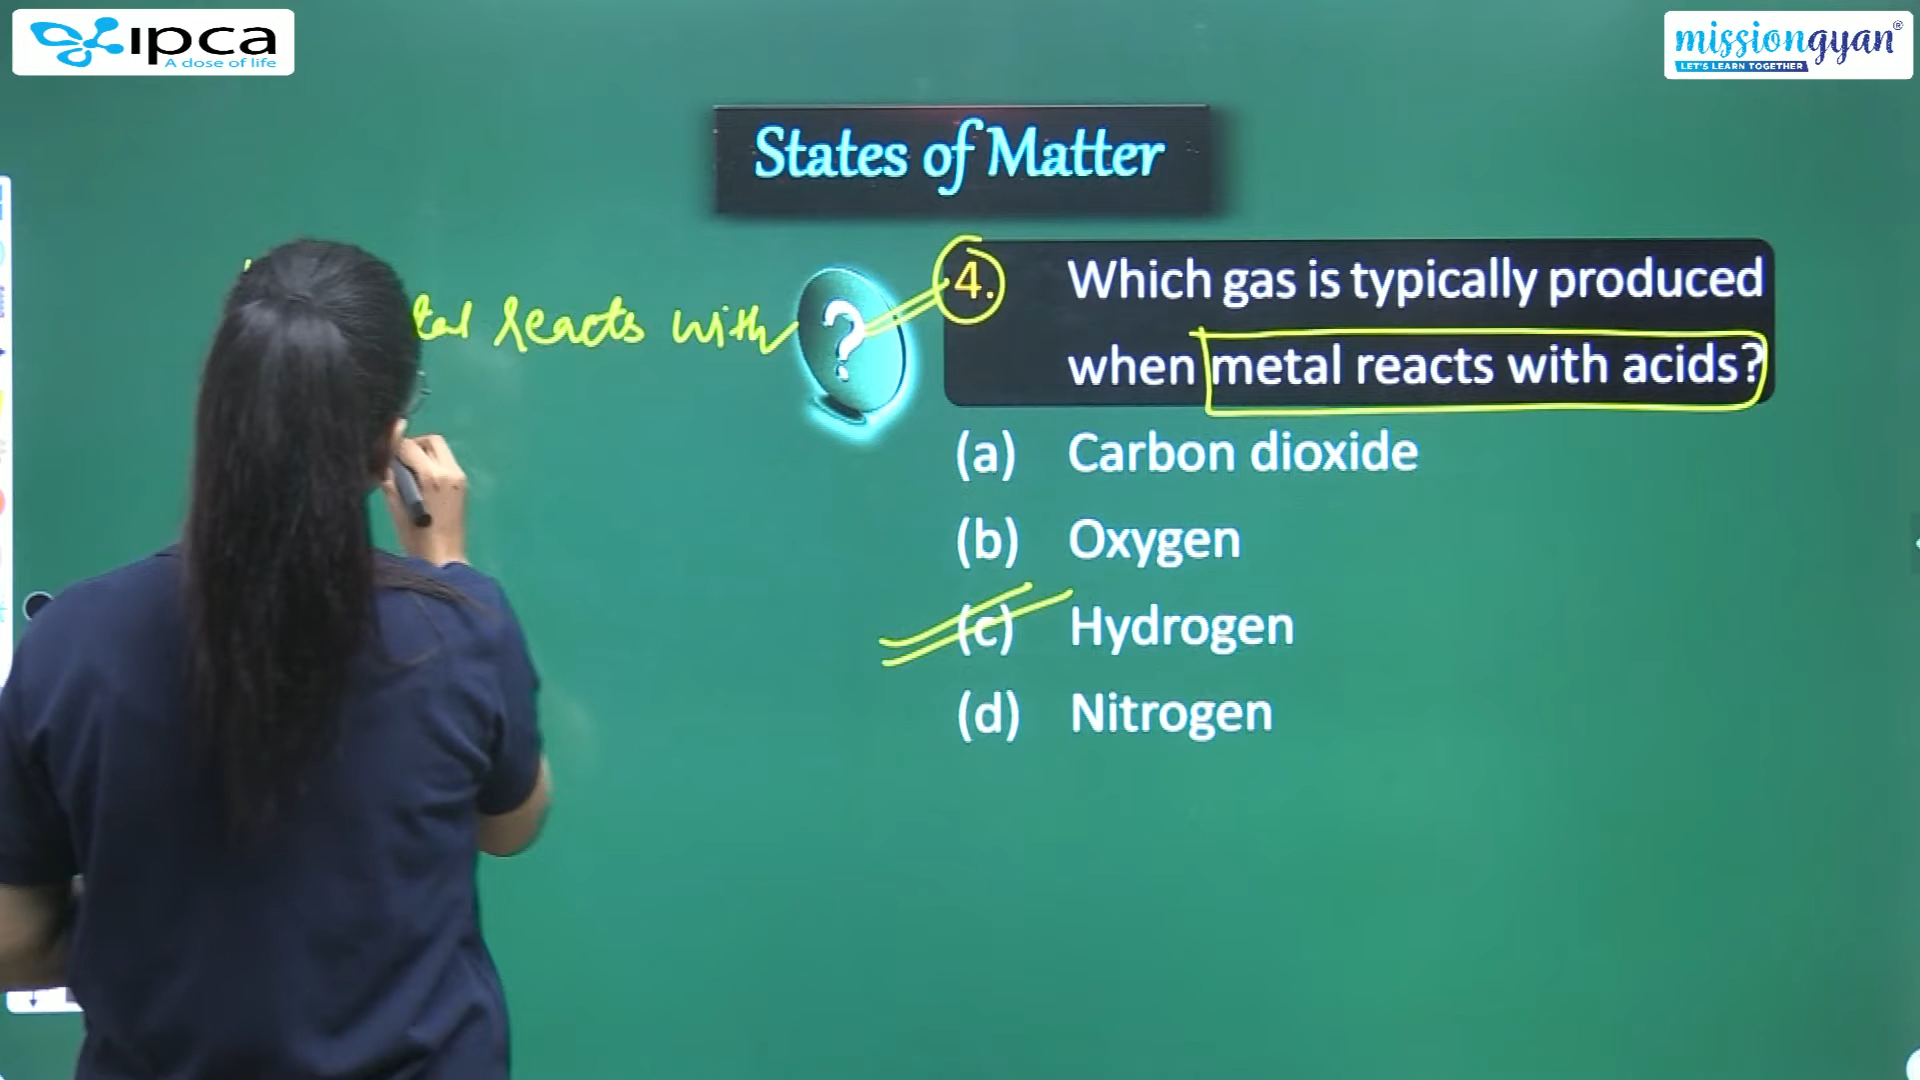 ipca
A dose of life
missiongyan®
LET'S LEARN TOGETHER
States of Matter
reacts with
?
4. Which gas is typically produced
when metal reacts with acids?
(a) Carbon dioxide
(b) Oxygen
(c) Hydrogen
(d) Nitrogen